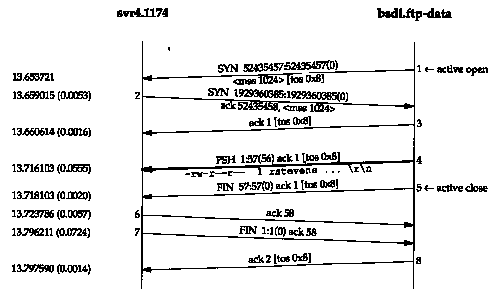 svr4.1174 bsdi.ftp-data
SYN 52435457:52435457(0) 1 ← active open
13.653721 <mss 1024> [tos 0x8]
13.659015 (0.0053) 2 SYN 1929360385:1929360385(0)
ack 52435458, <mss 1024>
13.660614 (0.0016) ack 1 [tos 0x8] 3
PSH 1:57(56) ack 1 [tos 0x8] 4
13.716103 (0.0555) -rw-r--r-- 1 rstevens ... \r\n
FIN 57:57(0) ack 1 [tos 0x8] 5 ← active close
13.718103 (0.0020)
13.723786 (0.0057) 6 ack 58
13.796211 (0.0724) 7 FIN 1:1(0) ack 58
ack 2 [tos 0x8] 8
13.797590 (0.0014)